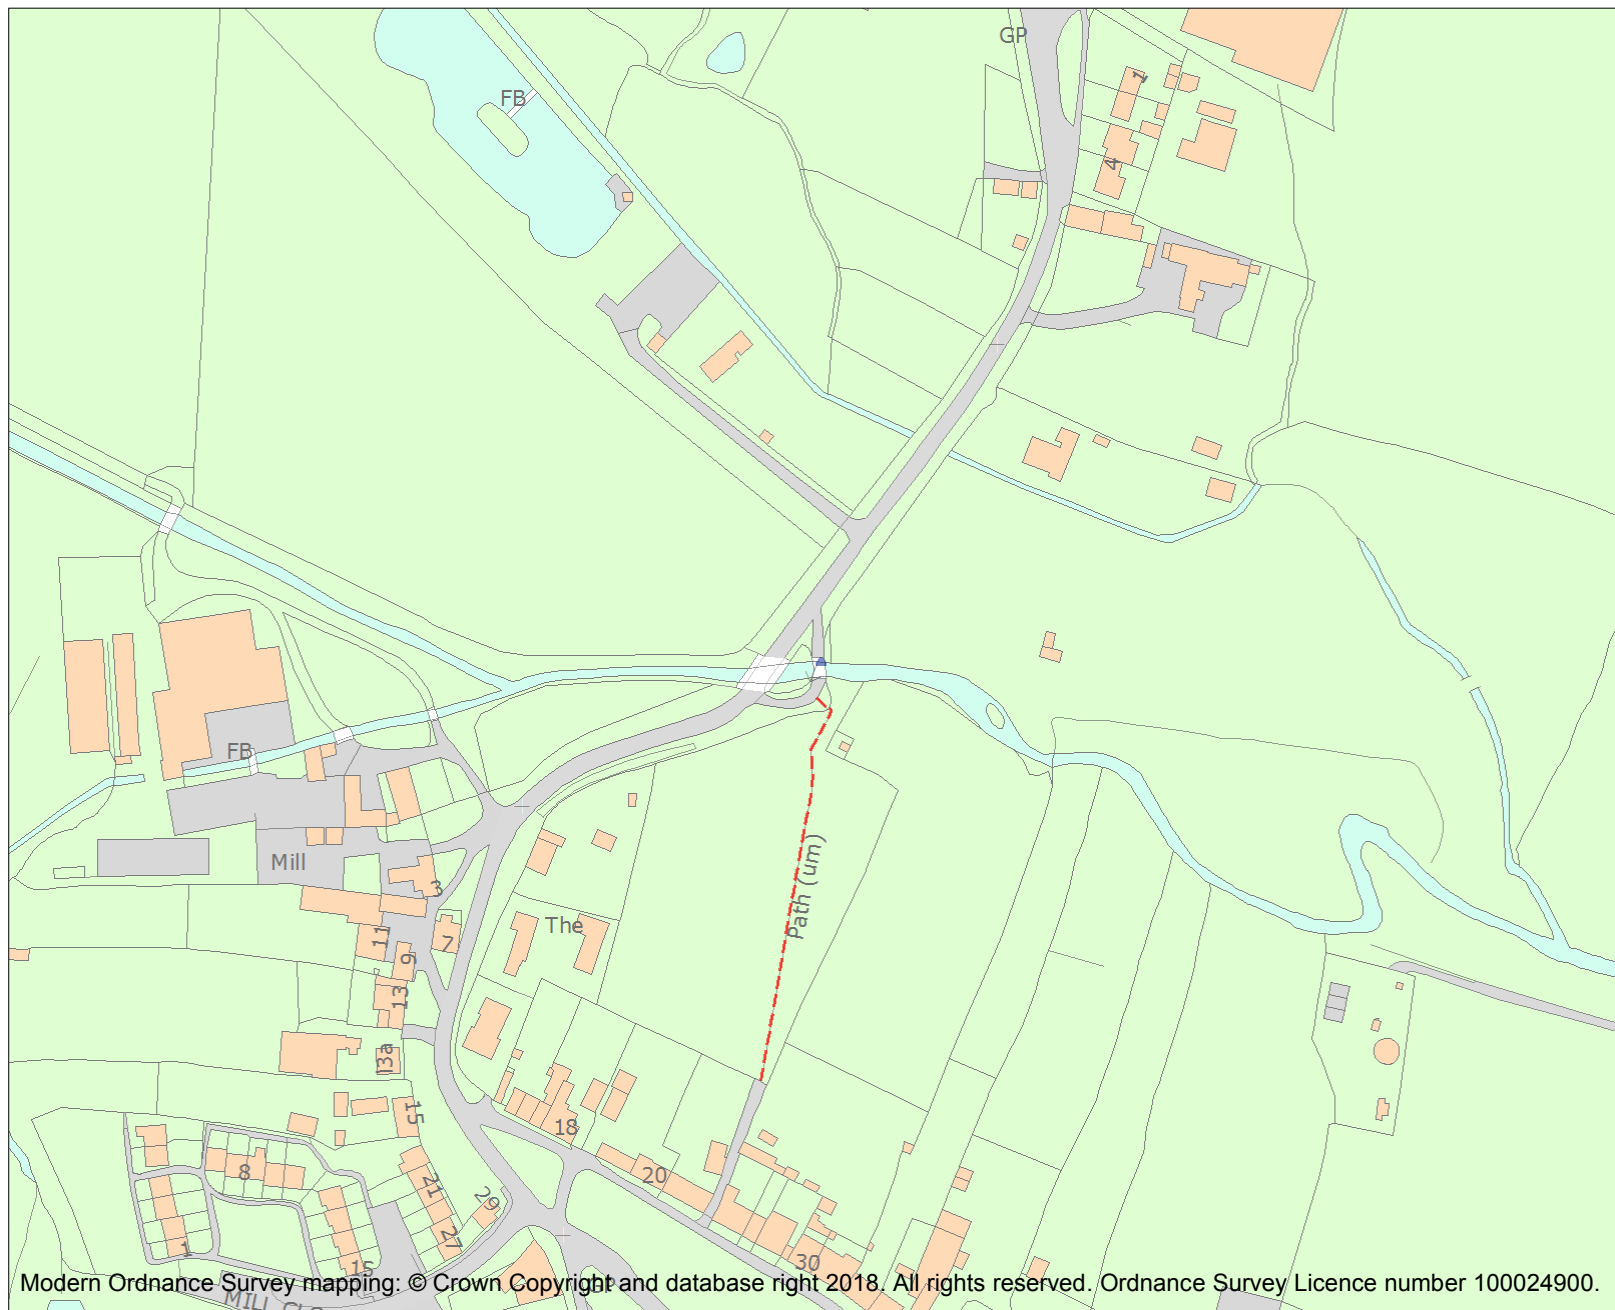 GP
FB
1
4
FB
Mill
3
The
Path (um)
7
11
9
13
13a
15
18
8
20
21
29
27
1
15
30
Modern Ordnance Survey mapping: © Crown Copyright and database right 2018. All rights reserved. Ordnance Survey Licence number 100024900.